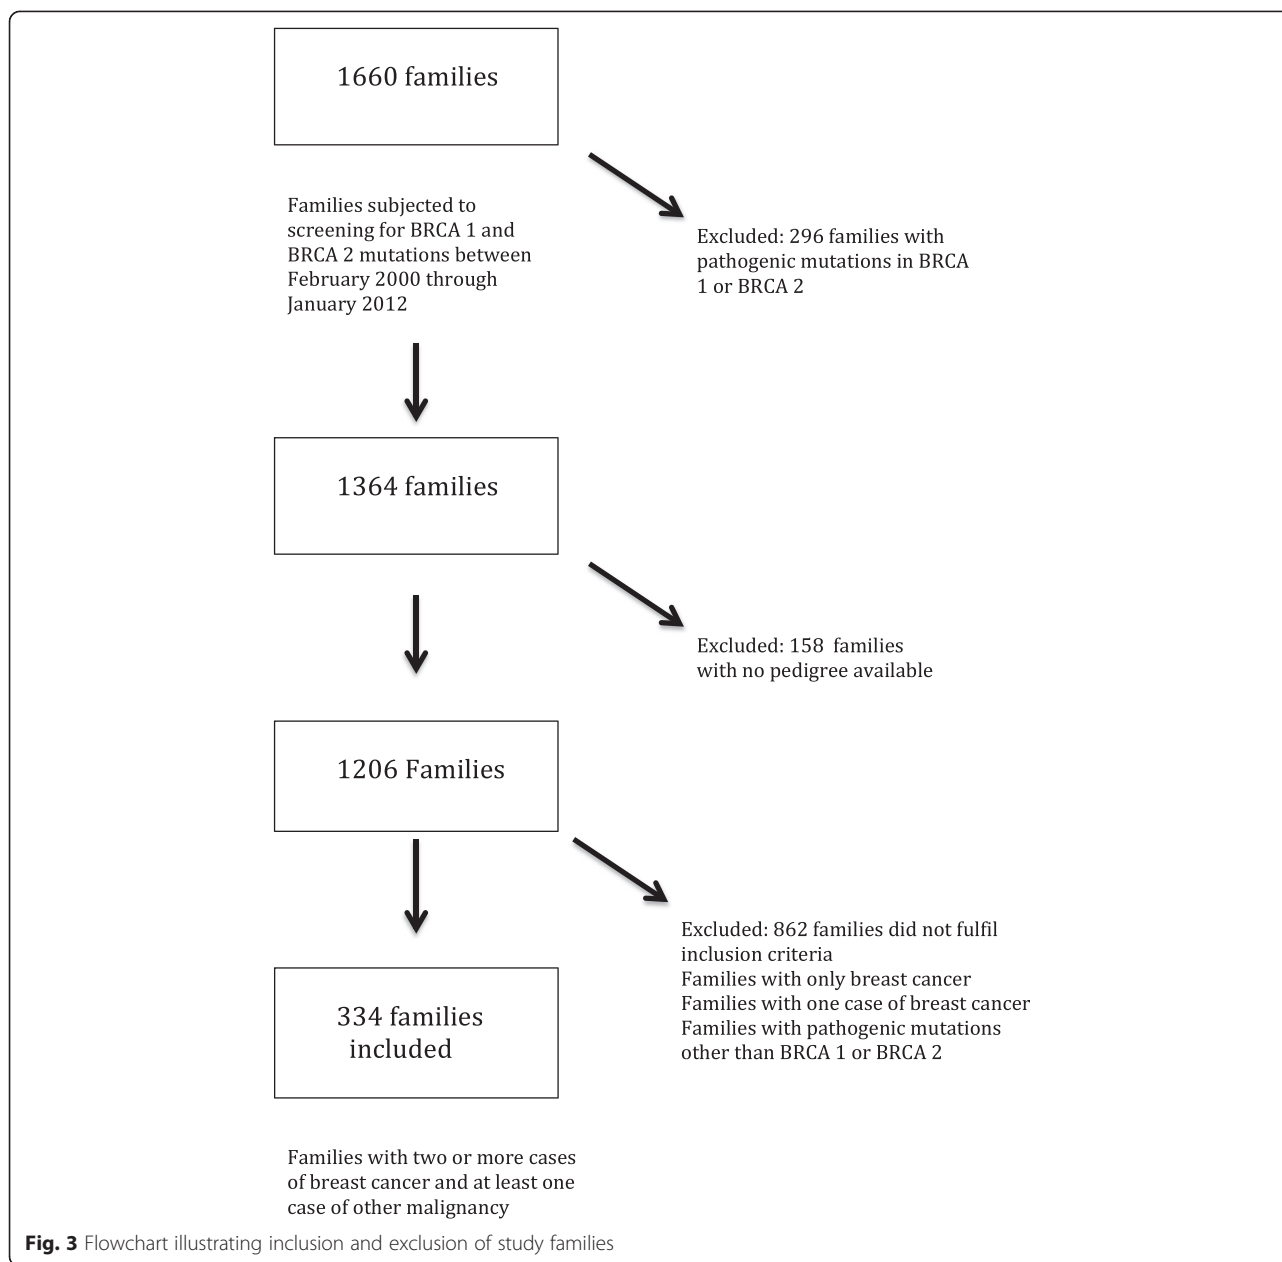 1660 families
Families subjected to
screening for BRCA 1 and
BRCA 2 mutations between
February 2000 through
January 2012
Excluded: 296 families with
pathogenic mutations in BRCA
1 or BRCA 2
1364 families
Excluded: 158 families
with no pedigree available
1206 Families
Excluded: 862 families did not fulfil
inclusion criteria
Families with only breast cancer
Families with one case of breast cancer
Families with pathogenic mutations
other than BRCA 1 or BRCA 2
334 families
included
Families with two or more cases
of breast cancer and at least one
case of other malignancy
Fig. 3 Flowchart illustrating inclusion and exclusion of study families